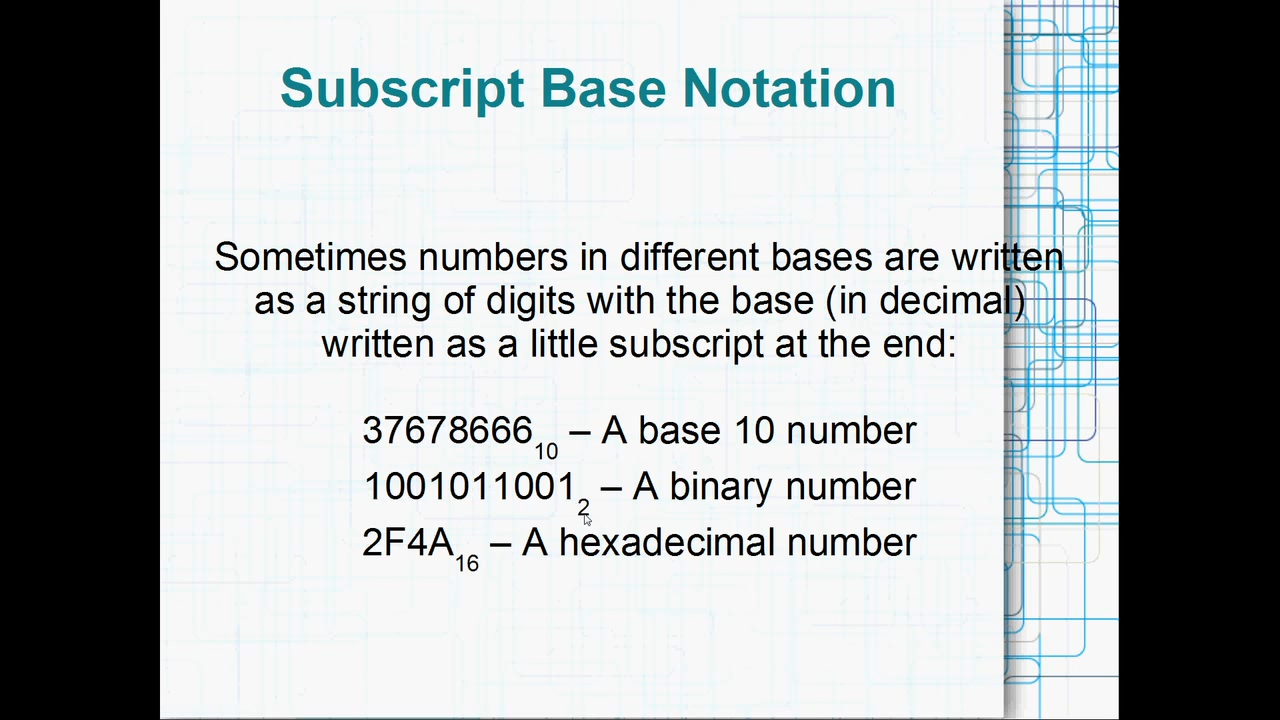 Subscript Base Notation
Sometimes numbers in different bases are written
as a string of digits with the base (in decimal)
written as a little subscript at the end:
37678666₁₀ – A base 10 number
1001011001₂ – A binary number
2F4A₁₆ – A hexadecimal number